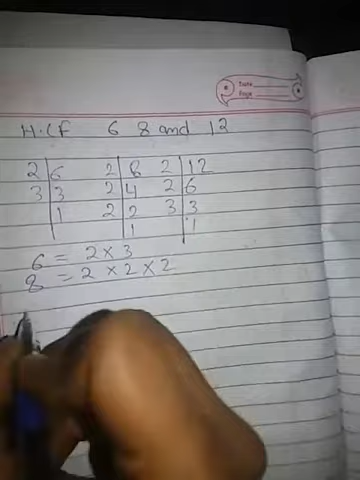 Date
Page
H.CF 6 8 and 12
2 6 2 8 2 12
3 3 2 4 2 6
1 2 2 3 3
1 1
6 = 2 × 3
8 = 2 × 2 × 2